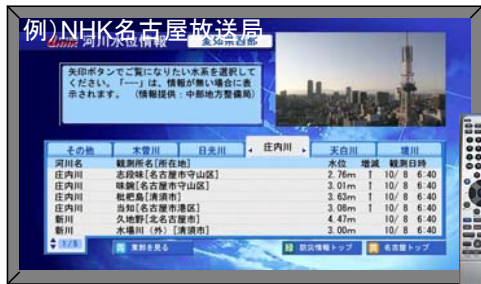 例)NHK名古屋放送局
河川水位情報 愛知県西部
矢印ボタンでご覧になりたい水系を選択して
ください。「---」は、情報が無い場合に表
示されます。 (情報提供:中部地方整備局)
その他 木曽川 日光川 庄内川 天白川 境川
河川名 観測所名[所在地] 水位 増減 観測日時
庄内川 志段味[名古屋市守山区] 2.76m ↑ 10/ 8 6:40
庄内川 味鋺[名古屋市守山区] 3.01m ↑ 10/ 8 6:40
庄内川 枇杷島[清須市] 3.63m ↑ 10/ 8 6:40
庄内川 当知[名古屋市港区] 3.08m ↑ 10/ 8 6:40
新川 久地野[北名古屋市] 4.47m 10/ 8 6:40
新川 水場川(外)[清須市] 3.00m 10/ 8 6:40
1/5 青 東部を見る 緑 防災情報トップ 黄 名古屋トップ